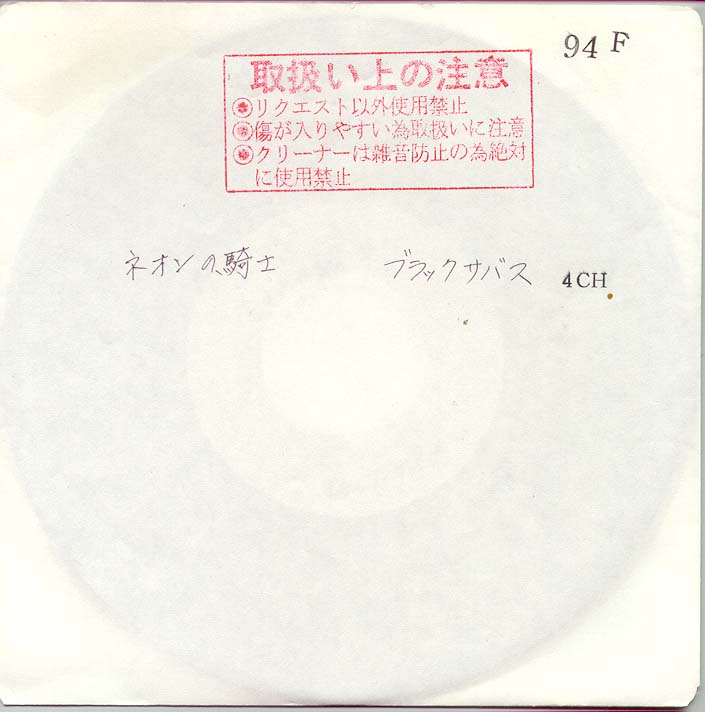 94 F
取扱い上の注意
◉リクエスト以外使用禁止
◉傷が入りやすい為取扱いに注意
◉クリーナーは雑音防止の為絶対
に使用禁止
ネオンの騎士 ブラックサバス 4CH